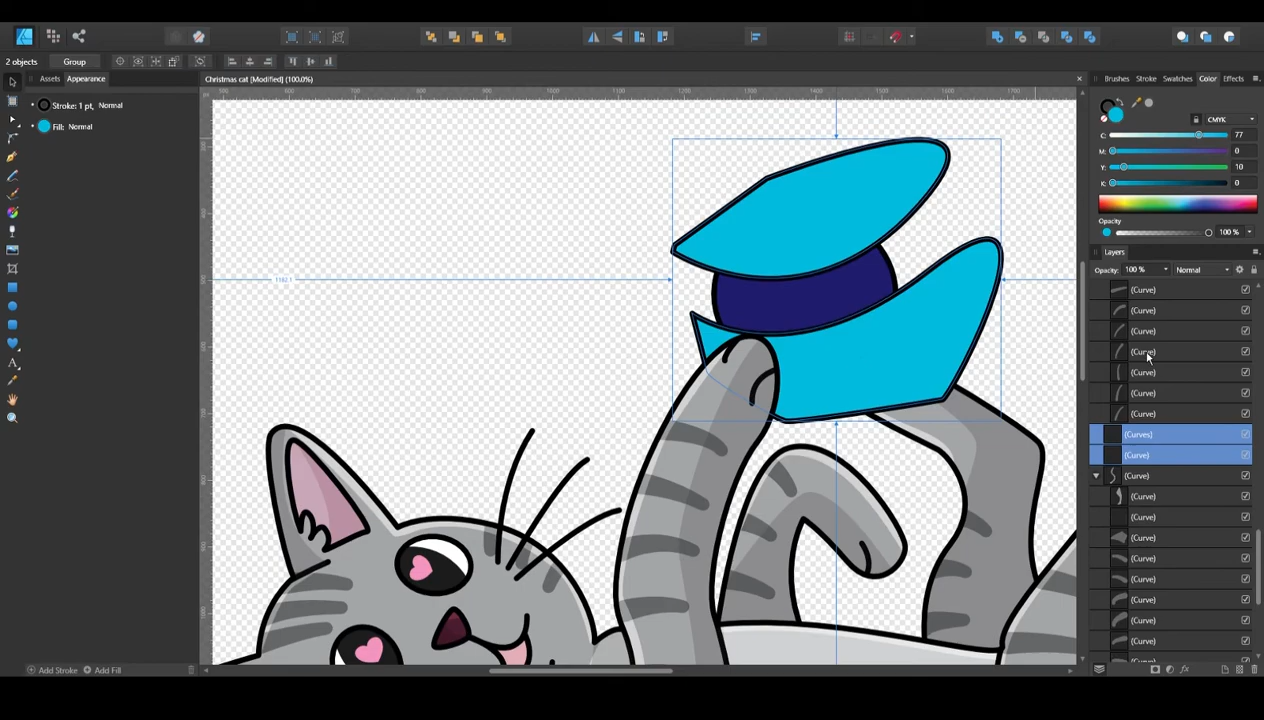 2 objects
Group
Assets
Appearance
Stroke: 1 pt, Normal
Fill: Normal
Christmas cat [Modified] (100.0%)
Brushes
Stroke
Swatches
Color
Effects
CMYK
C:
77
M:
0
Y:
10
K:
0
Opacity
100 %
Layers
Opacity:
100 %
Normal
(Curve)
(Curve)
(Curve)
(Curve)
(Curve)
(Curve)
(Curve)
(Curves)
(Curve)
(Curve)
(Curve)
(Curve)
(Curve)
(Curve)
(Curve)
(Curve)
(Curve)
(Curve)
Add Stroke
Add Fill